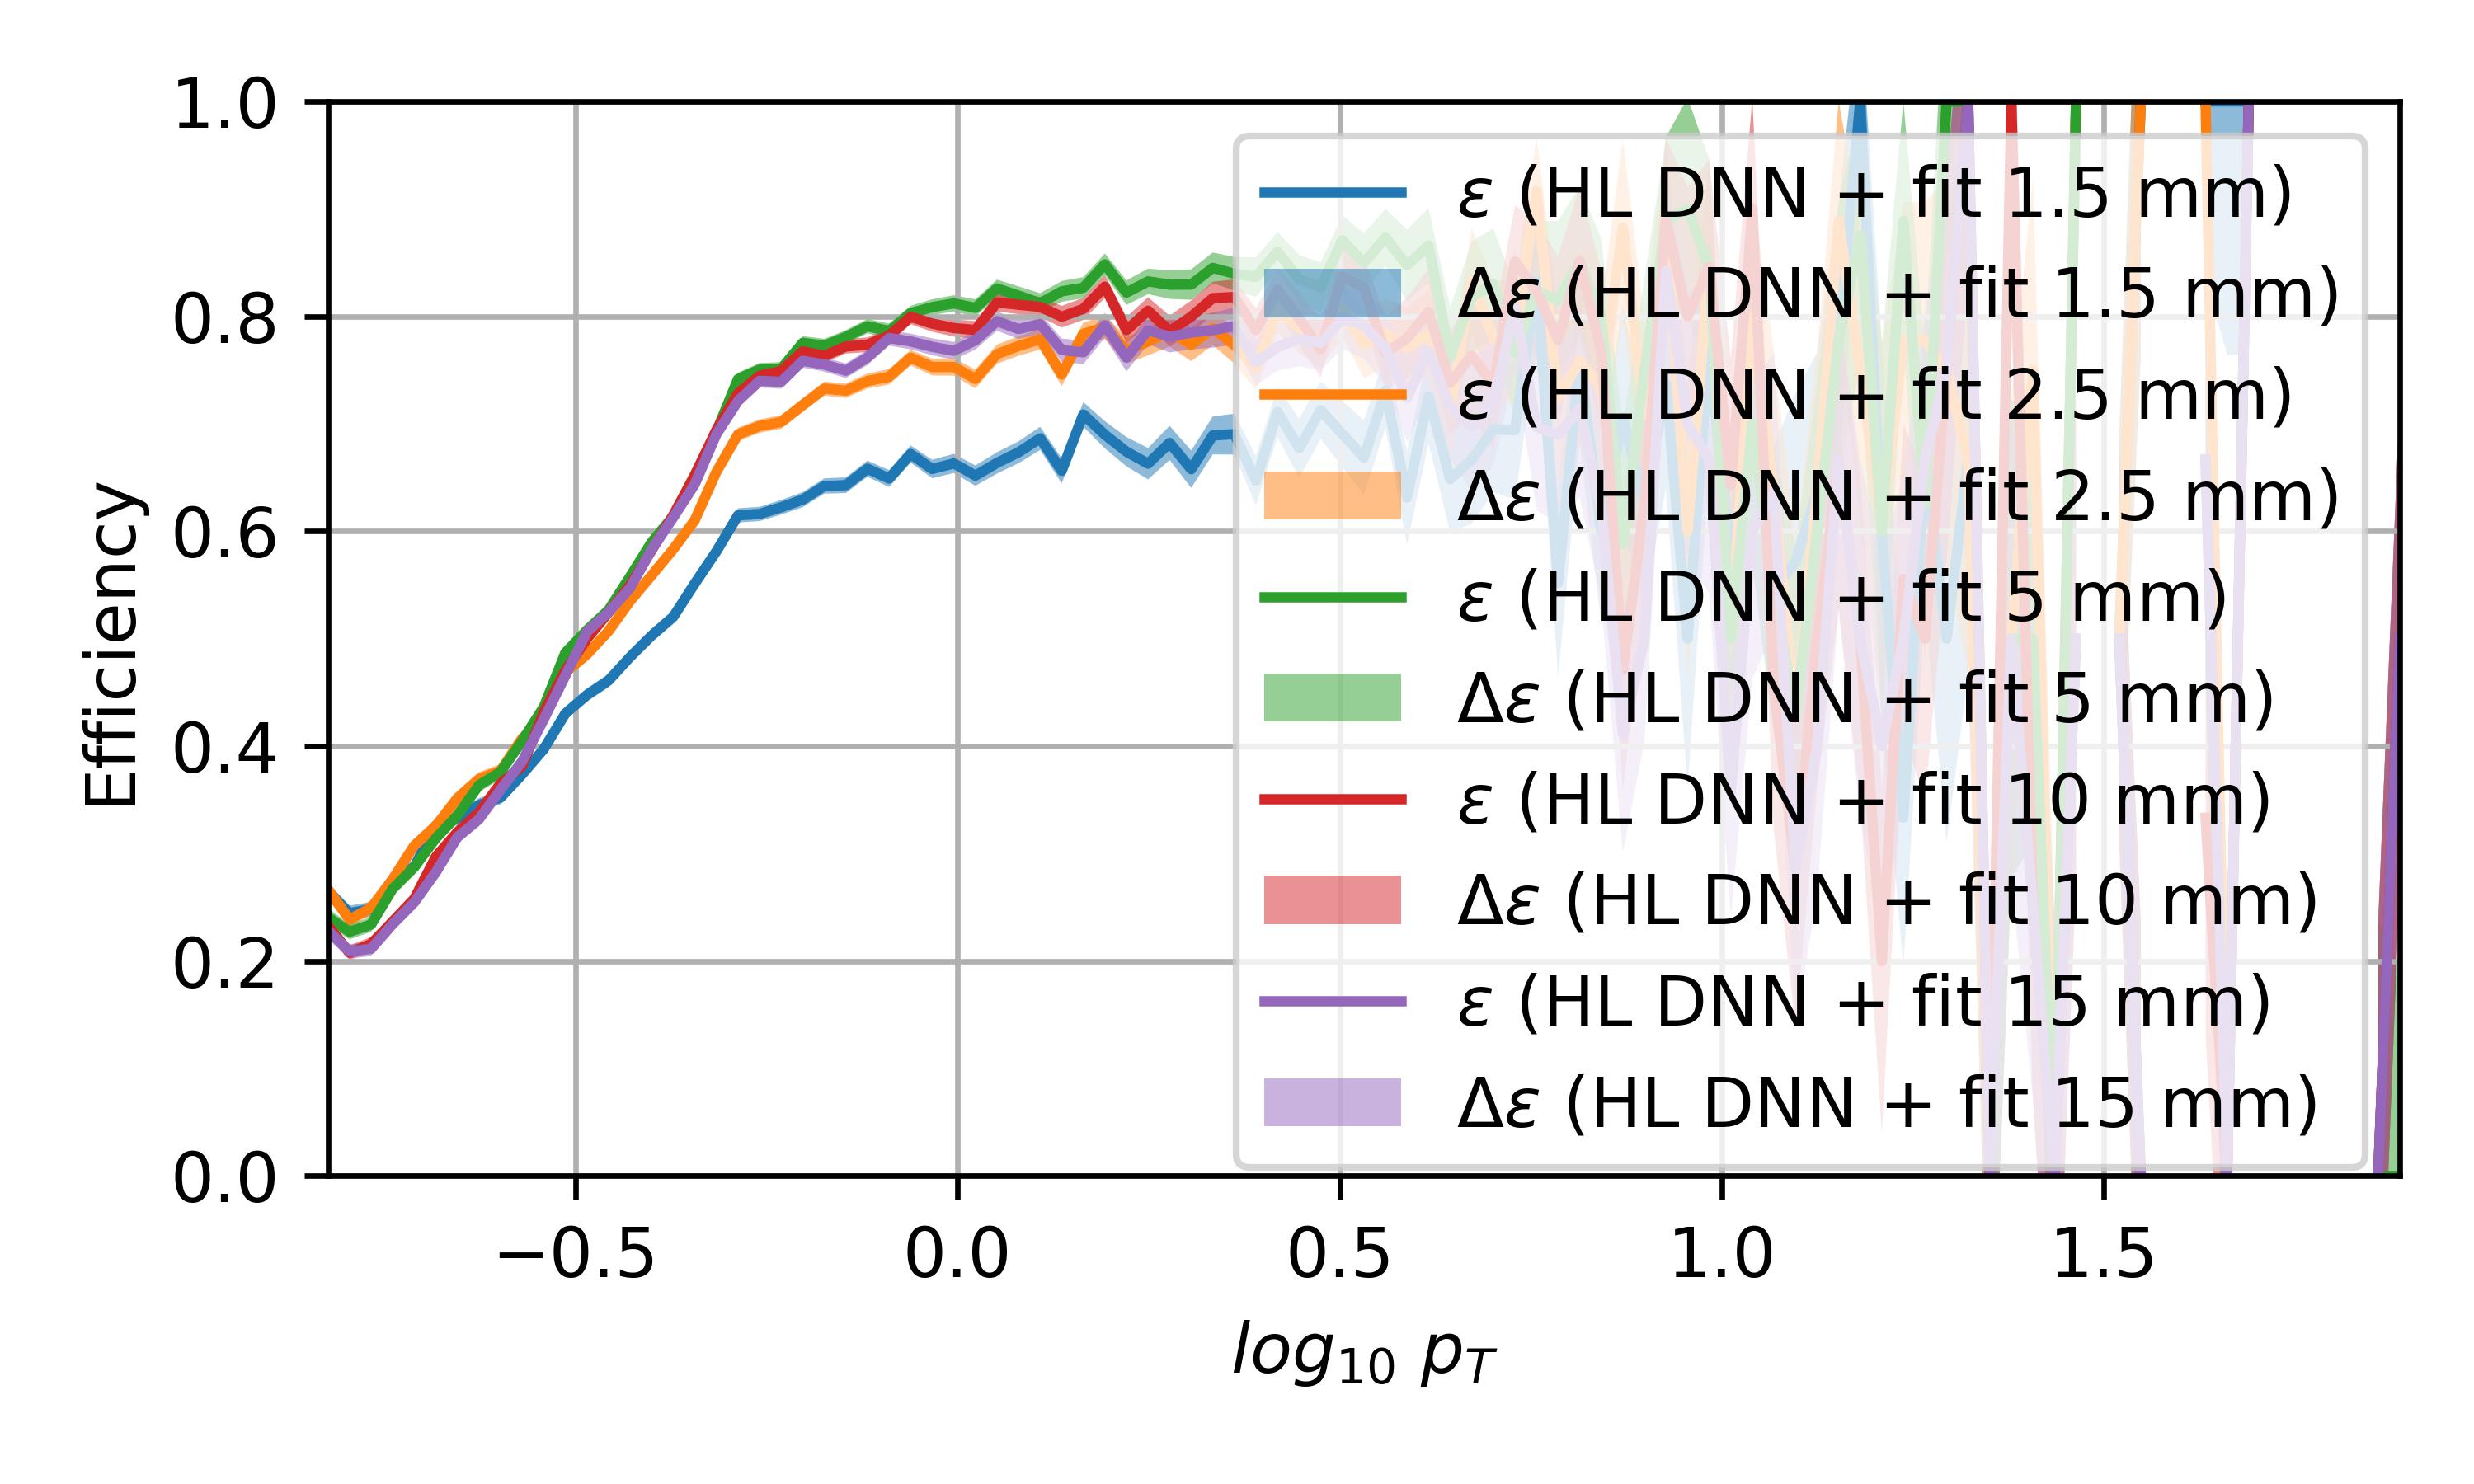 1.0
0.8
0.6
0.4
0.2
0.0
Efficiency
−0.5
0.0
0.5
1.0
1.5
log₁₀ p_T
ε (HL DNN + fit 1.5 mm)
Δε (HL DNN + fit 1.5 mm)
ε (HL DNN + fit 2.5 mm)
Δε (HL DNN + fit 2.5 mm)
ε (HL DNN + fit 5 mm)
Δε (HL DNN + fit 5 mm)
ε (HL DNN + fit 10 mm)
Δε (HL DNN + fit 10 mm)
ε (HL DNN + fit 15 mm)
Δε (HL DNN + fit 15 mm)